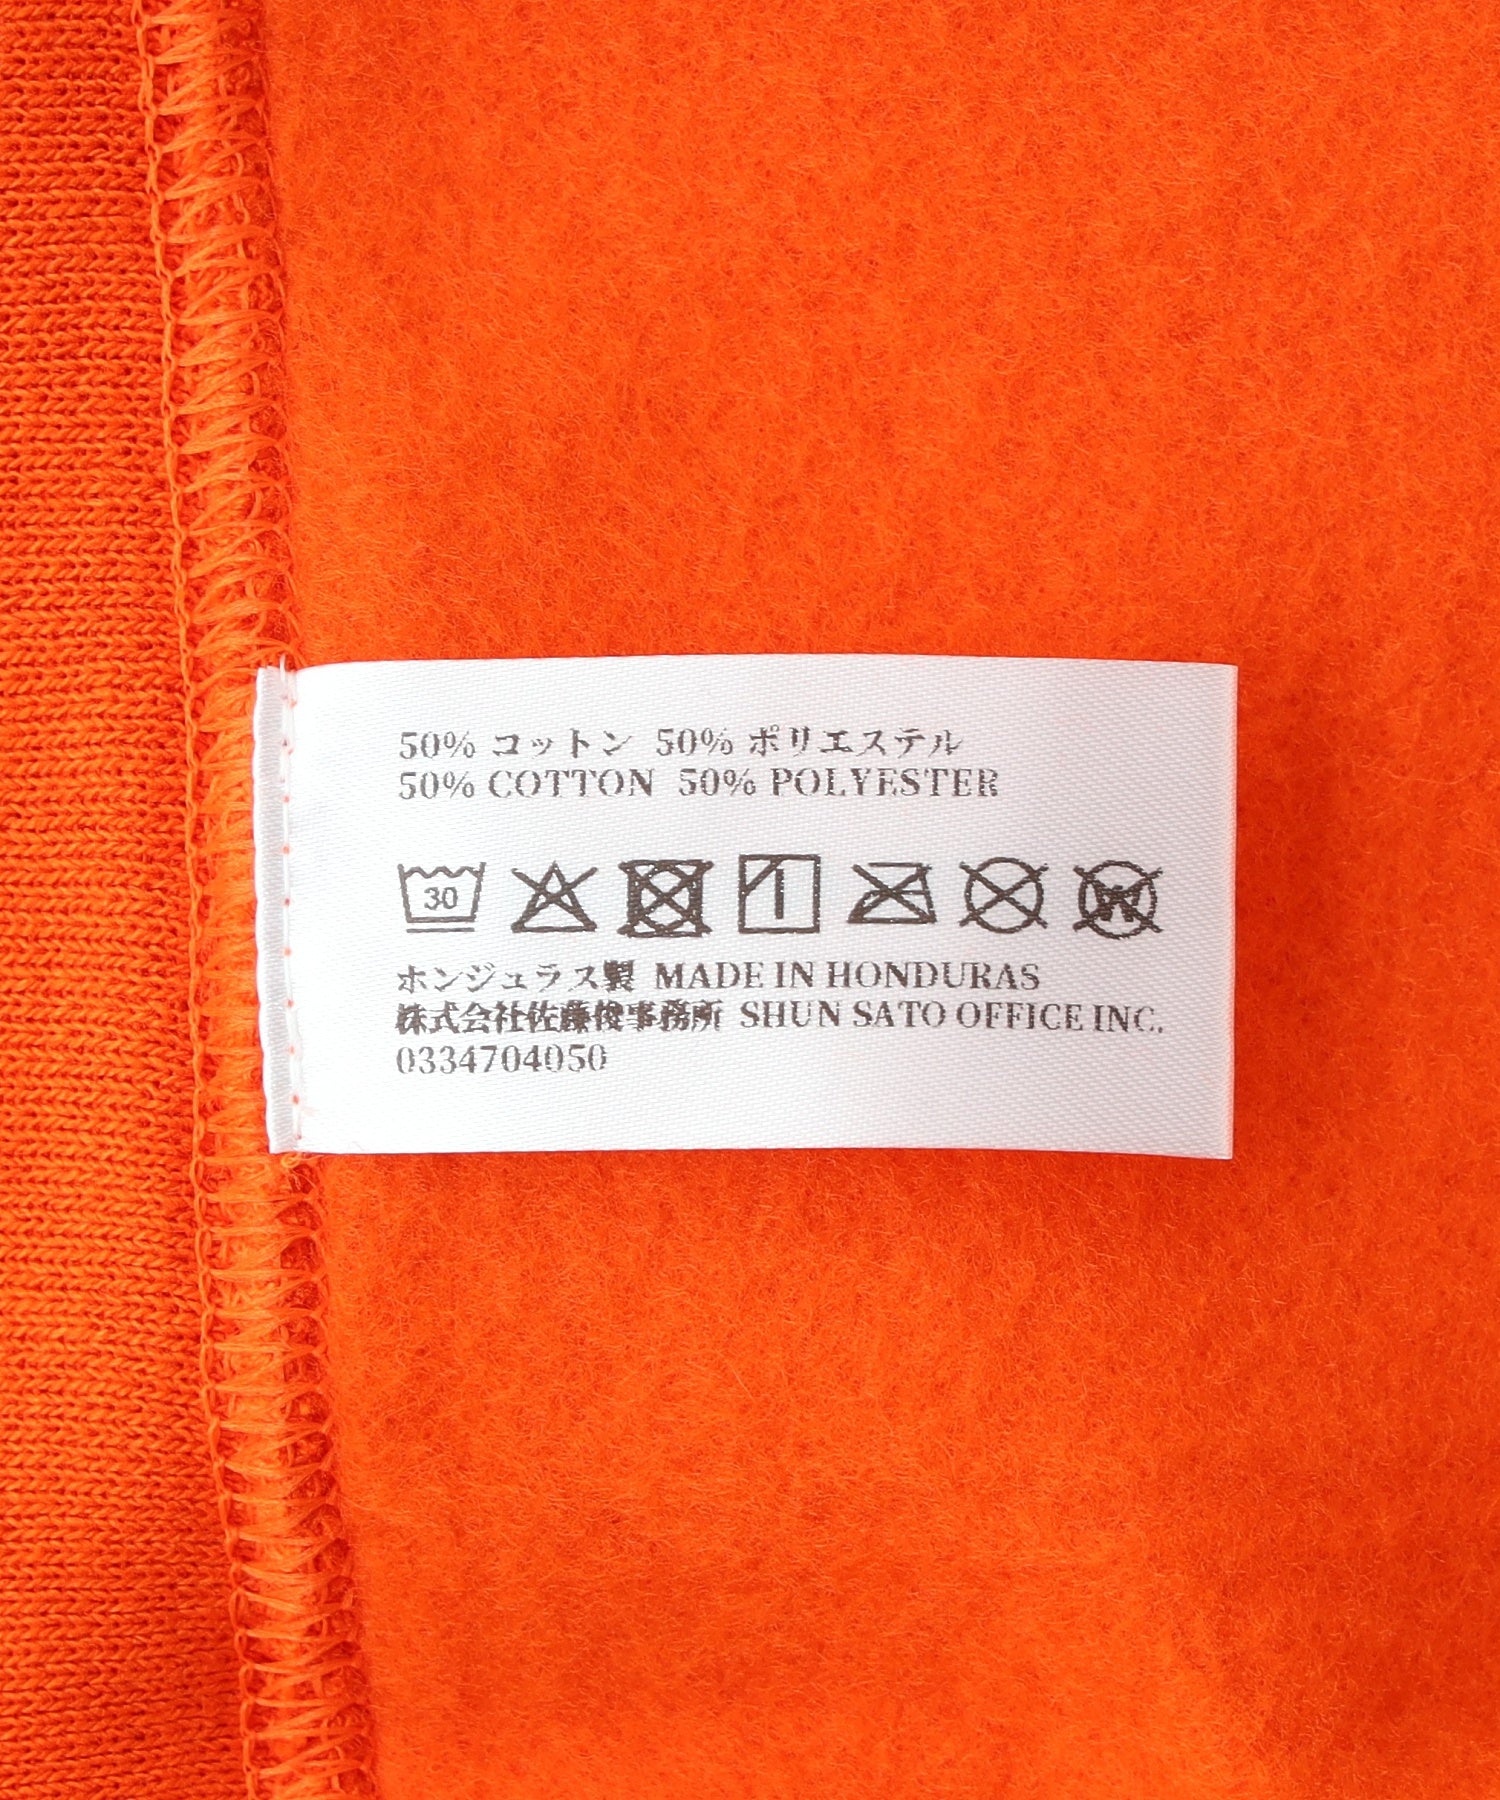 50% コットン 50% ポリエステル
50% COTTON 50% POLYESTER
30 W
ホンジュラス製 MADE IN HONDURAS
株式会社佐藤俊事務所 SHUN SATO OFFICE INC.
0334704050